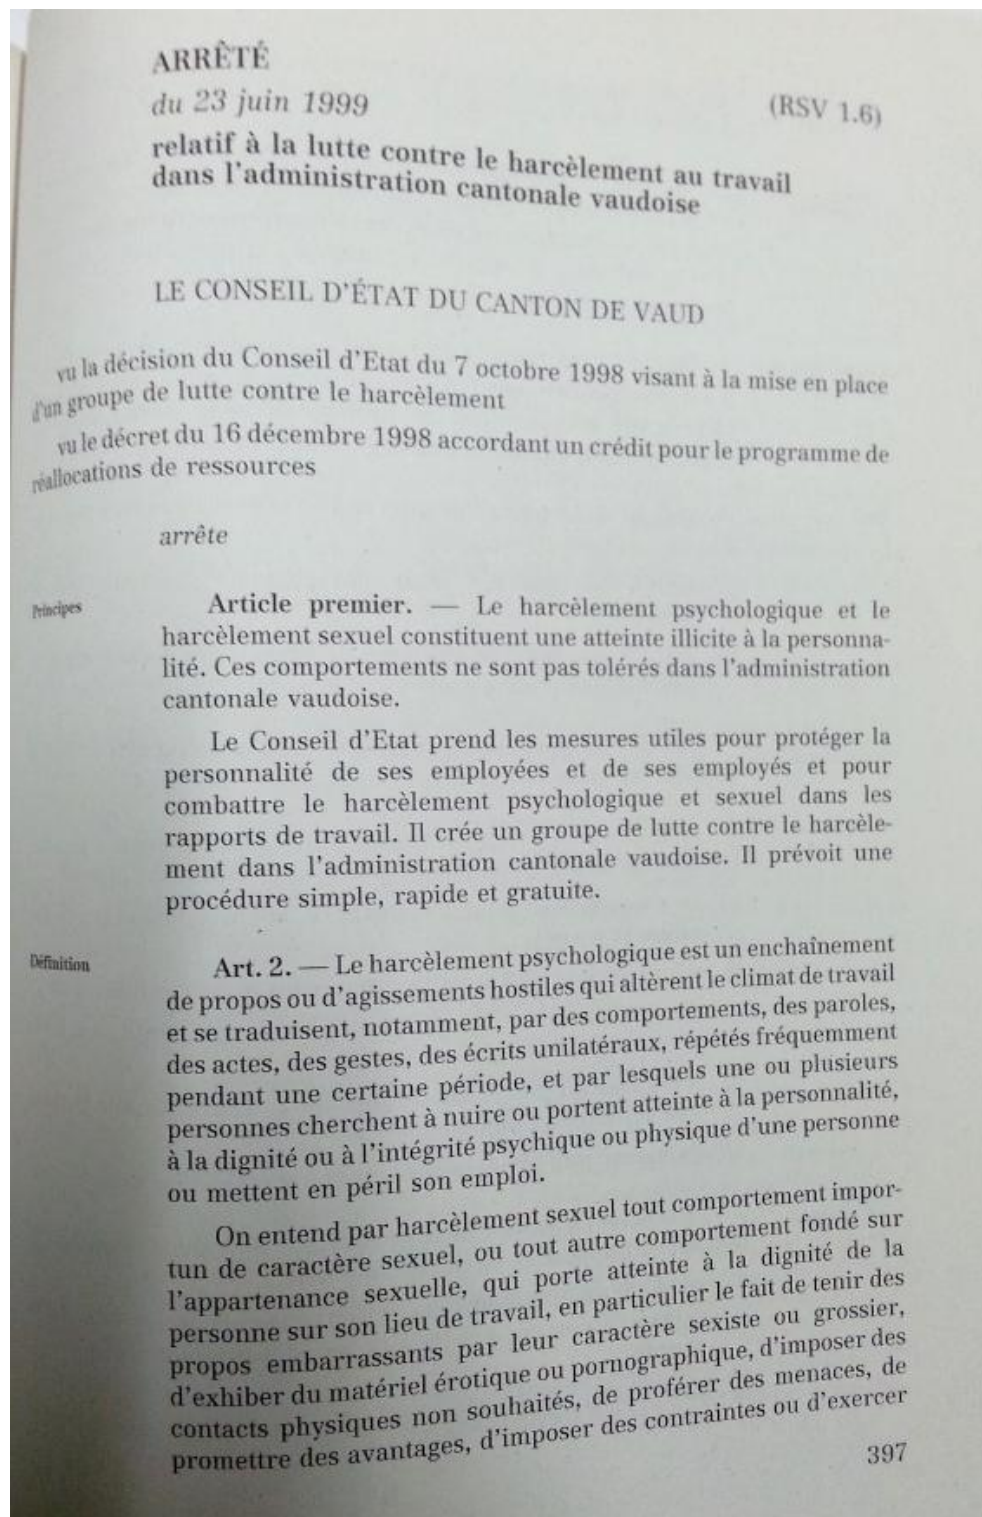 ARRÊTÉ
du 23 juin 1999 (RSV 1.6)
relatif à la lutte contre le harcèlement au travail
dans l'administration cantonale vaudoise
LE CONSEIL D'ÉTAT DU CANTON DE VAUD
vu la décision du Conseil d'Etat du 7 octobre 1998 visant à la mise en place
d'un groupe de lutte contre le harcèlement
vu le décret du 16 décembre 1998 accordant un crédit pour le programme de
réallocations de ressources
arrête
Principes
Article premier. — Le harcèlement psychologique et le
harcèlement sexuel constituent une atteinte illicite à la personna-
lité. Ces comportements ne sont pas tolérés dans l'administration
cantonale vaudoise.
Le Conseil d'Etat prend les mesures utiles pour protéger la
personnalité de ses employées et de ses employés et pour
combattre le harcèlement psychologique et sexuel dans les
rapports de travail. Il crée un groupe de lutte contre le harcèle-
ment dans l'administration cantonale vaudoise. Il prévoit une
procédure simple, rapide et gratuite.
Définition
Art. 2. — Le harcèlement psychologique est un enchaînement
de propos ou d'agissements hostiles qui altèrent le climat de travail
et se traduisent, notamment, par des comportements, des paroles,
des actes, des gestes, des écrits unilatéraux, répétés fréquemment
pendant une certaine période, et par lesquels une ou plusieurs
personnes cherchent à nuire ou portent atteinte à la personnalité,
à la dignité ou à l'intégrité psychique ou physique d'une personne
ou mettent en péril son emploi.
On entend par harcèlement sexuel tout comportement impor-
tun de caractère sexuel, ou tout autre comportement fondé sur
l'appartenance sexuelle, qui porte atteinte à la dignité de la
personne sur son lieu de travail, en particulier le fait de tenir des
propos embarrassants par leur caractère sexiste ou grossier,
d'exhiber du matériel érotique ou pornographique, d'imposer des
contacts physiques non souhaités, de proférer des menaces, de
promettre des avantages, d'imposer des contraintes ou d'exercer
397